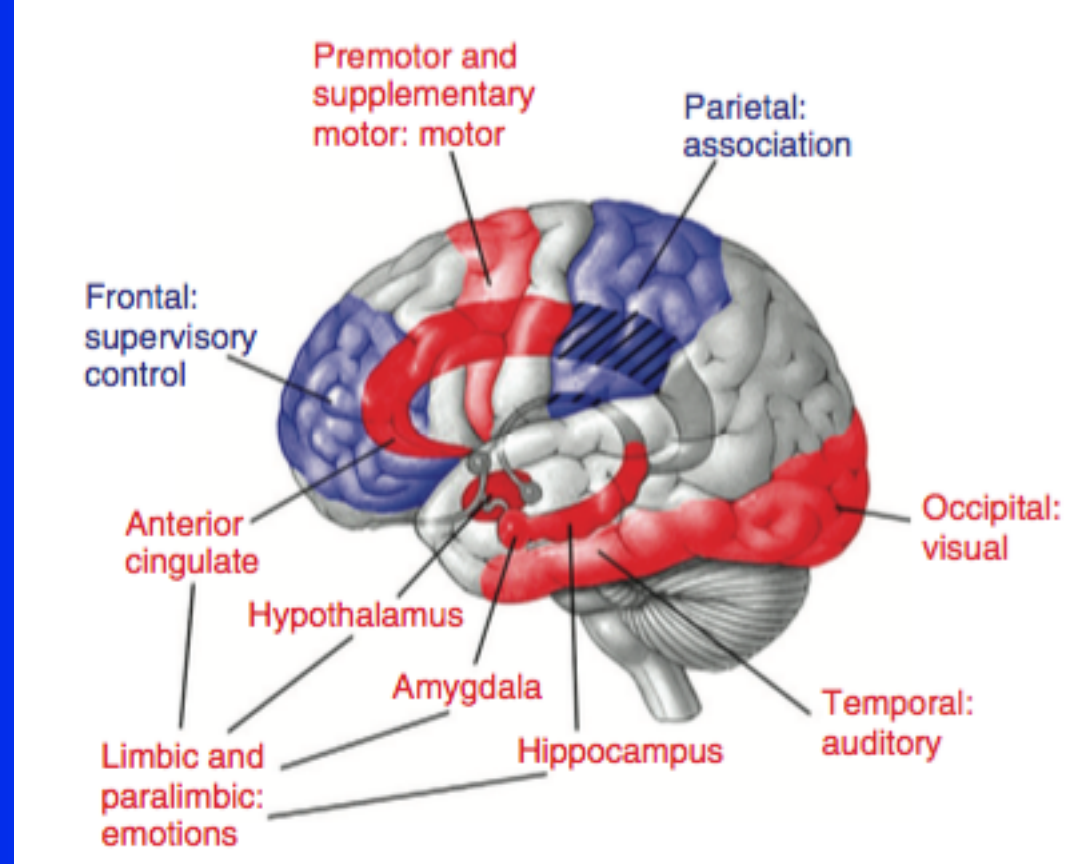 Premotor and
supplementary
motor: motor
Parietal:
association
Frontal:
supervisory
control
Anterior
cingulate
Occipital:
visual
Hypothalamus
Amygdala
Temporal:
auditory
Hippocampus
Limbic and
paralimbic:
emotions